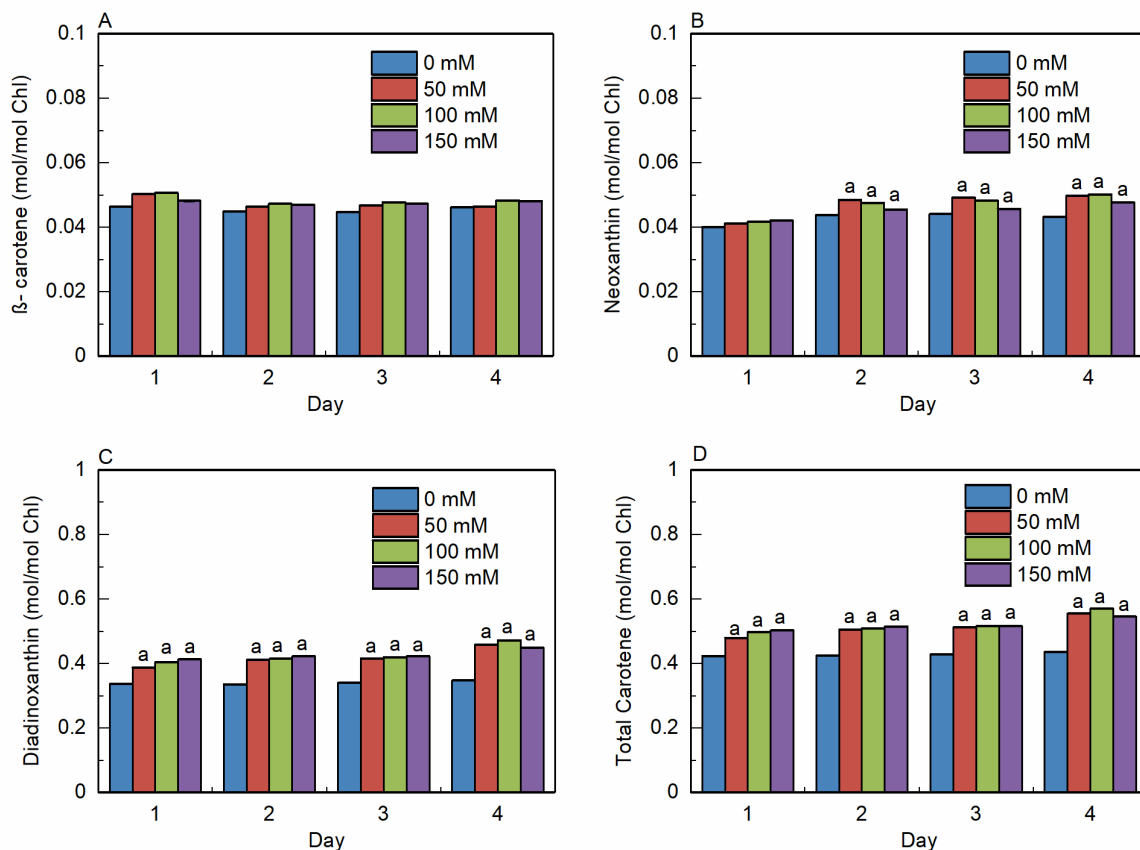 A
ß- carotene (mol/mol Chl)
0.1
0.08
0.06
0.04
0.02
0
0 mM
50 mM
100 mM
150 mM
1 2 3 4
Day
B
Neoxanthin (mol/mol Chl)
0.1
0.08
0.06
0.04
0.02
0
0 mM
50 mM
100 mM
150 mM
a a a a a a a a a
1 2 3 4
Day
C
Diadinoxanthin (mol/mol Chl)
1
0.8
0.6
0.4
0.2
0
0 mM
50 mM
100 mM
150 mM
a a a a a a a a a a a a
1 2 3 4
Day
D
Total Carotene (mol/mol Chl)
1
0.8
0.6
0.4
0.2
0
0 mM
50 mM
100 mM
150 mM
a a a a a a a a a a a a
1 2 3 4
Day